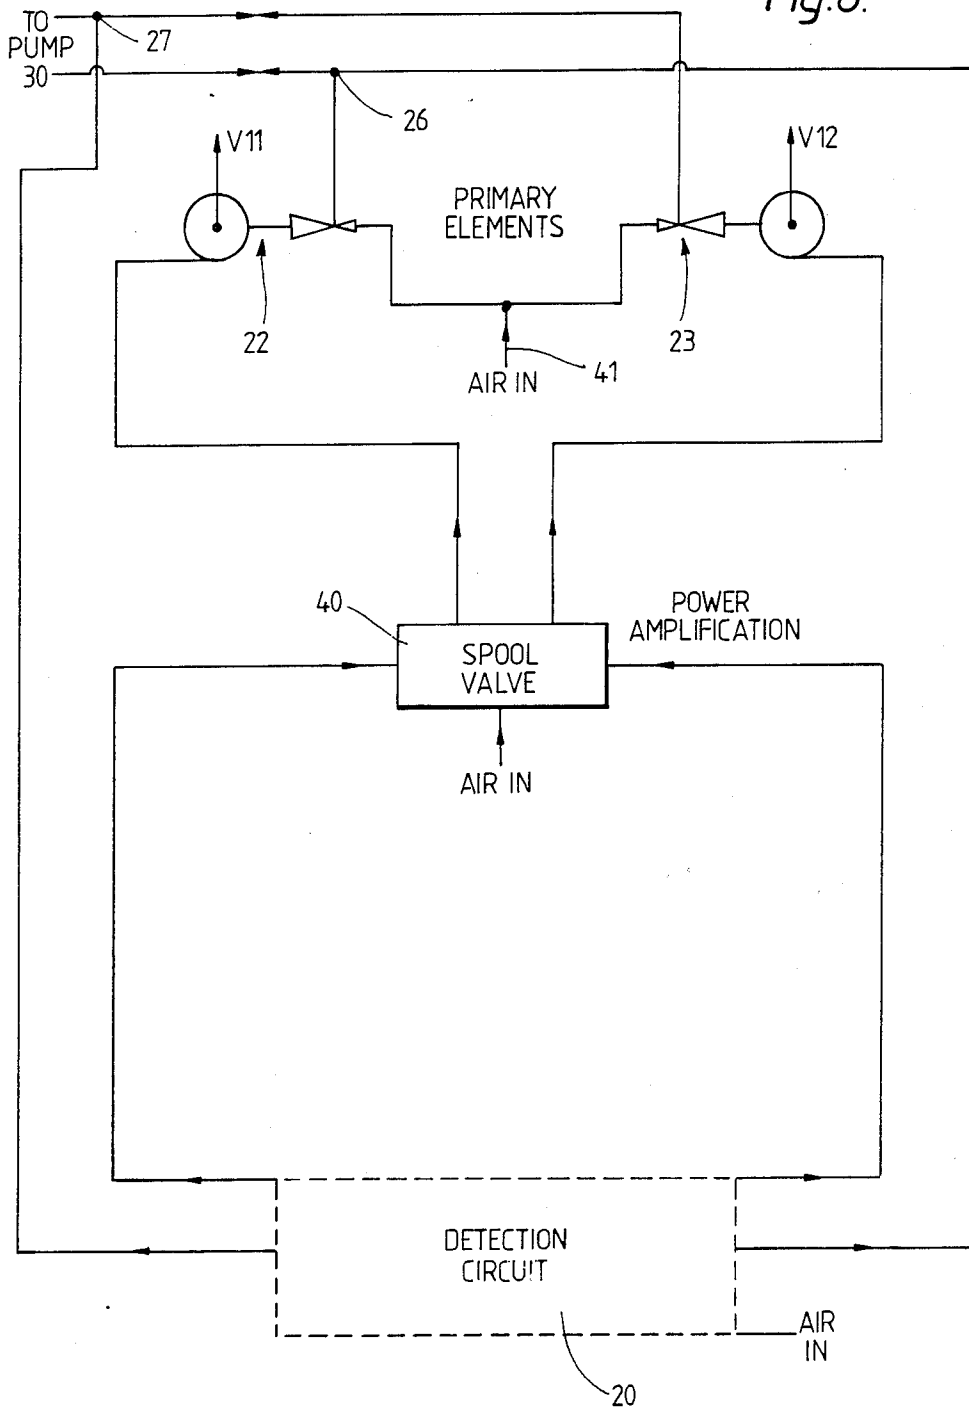 Fig.
TO
PUMP
30
27
26
V11
V12
PRIMARY
ELEMENTS
22
23
41
AIR IN
40
POWER
AMPLIFICATION
SPOOL
VALVE
AIR IN
DETECTION
CIRCUIT
AIR
IN
20